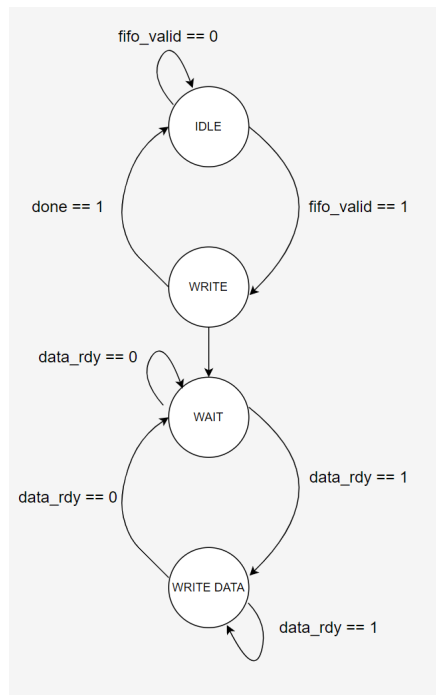 fifo_valid == 0
IDLE
done == 1
fifo_valid == 1
WRITE
data_rdy == 0
WAIT
data_rdy == 1
data_rdy == 0
WRITE DATA
data_rdy == 1